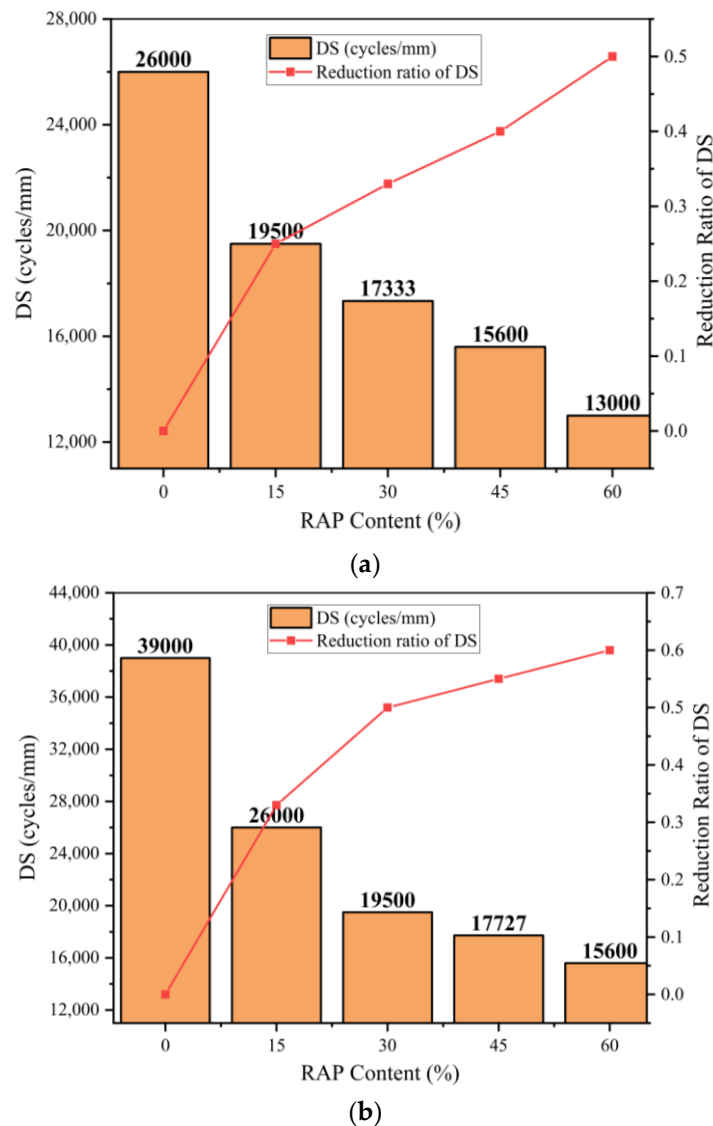 28,000
24,000
20,000
16,000
12,000
DS (cycles/mm)
DS (cycles/mm)
Reduction ratio of DS
26000
19500
17333
15600
13000
0.5
0.4
0.3
0.2
0.1
0.0
Reduction Ratio of DS
0 15 30 45 60
RAP Content (%)
(a)
44,000
40,000
36,000
32,000
28,000
24,000
20,000
16,000
12,000
DS (cycles/mm)
DS (cycles/mm)
Reduction ratio of DS
39000
26000
19500
17727
15600
0.7
0.6
0.5
0.4
0.3
0.2
0.1
0.0
Reduction Ratio of DS
0 15 30 45 60
RAP Content (%)
(b)